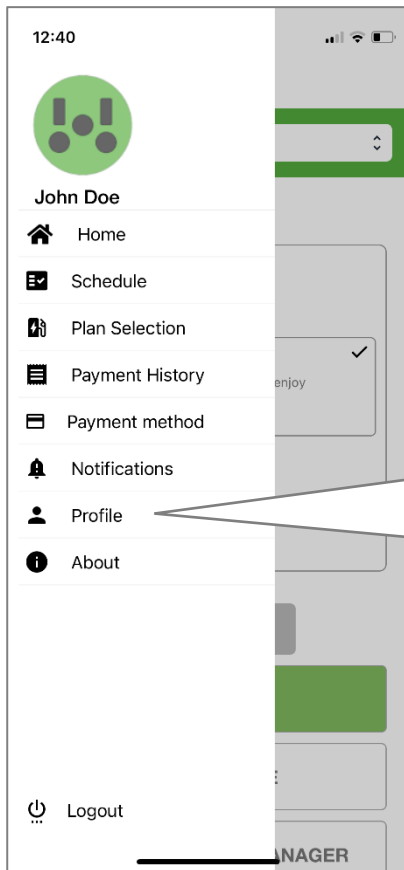 12:40
John Doe
Home
Schedule
Plan Selection
Payment History
enjoy
Payment method
Notifications
Profile
About
E
Logout
ANAGER